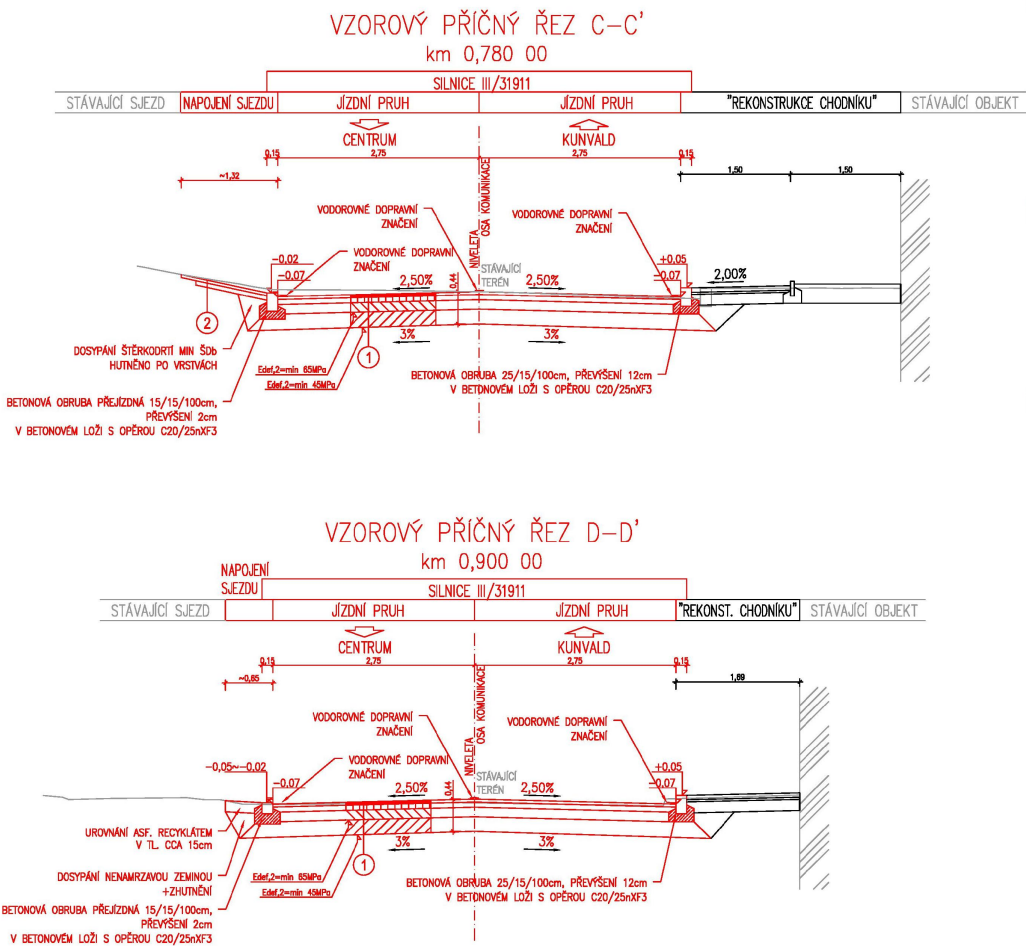 VZOROVÝ PŘÍČNÝ ŘEZ C-C'
km 0,780 00
SILNICE III/31911
STÁVAJÍCÍ SJEZD
NAPOJENÍ SJEZDU
JÍZDNÍ PRUH
JÍZDNÍ PRUH
"REKONSTRUKCE CHODNÍKU"
STÁVAJÍCÍ OBJEKT
CENTRUM
KUNVALD
0,15
2,75
2,75
0,15
~1,32
1,50
1,50
NIVELETA
OSA KOMUNIKACE
VODOROVNÉ DOPRAVNÍ
ZNAČENÍ
VODOROVNÉ DOPRAVNÍ
ZNAČENÍ
VODOROVNÉ DOPRAVNÍ
ZNAČENÍ
-0.02
-0.07
STÁVAJÍCÍ
TERÉN
+0.05
-0.07
2,50%
0,44
2,50%
2,00%
2
3%
3%
1
DOSYPÁNÍ ŠTĚRKODRTÍ MIN ŠDb
HUTNĚNO PO VRSTVÁCH
Edef,2=min 65MPa
Edef,2=min 45MPa
BETONOVÁ OBRUBA 25/15/100cm, PŘEVÝŠENÍ 12cm
V BETONOVÉM LOŽI S OPĚROU C20/25nXF3
BETONOVÁ OBRUBA PŘEJÍZDNÁ 15/15/100cm,
PŘEVÝŠENÍ 2cm
V BETONOVÉM LOŽI S OPĚROU C20/25nXF3
VZOROVÝ PŘÍČNÝ ŘEZ D-D'
km 0,900 00
NAPOJENÍ
SJEZDU
SILNICE III/31911
STÁVAJÍCÍ SJEZD
JÍZDNÍ PRUH
JÍZDNÍ PRUH
"REKONST. CHODNÍKU"
STÁVAJÍCÍ OBJEKT
CENTRUM
KUNVALD
0,15
2,75
2,75
0,15
~0,65
1,69
NIVELETA
OSA KOMUNIKACE
VODOROVNÉ DOPRAVNÍ
ZNAČENÍ
VODOROVNÉ DOPRAVNÍ
ZNAČENÍ
VODOROVNÉ DOPRAVNÍ
ZNAČENÍ
-0,05~-0.02
-0.07
STÁVAJÍCÍ
TERÉN
+0.05
-0.07
2,50%
0,44
2,50%
3%
3%
1
UROVNÁNÍ ASF. RECYKLÁTEM
V TL. CCA 15cm
DOSYPÁNÍ NENAMRZAVOU ZEMINOU
+ZHUTNĚNÍ
Edef,2=min 65MPa
Edef,2=min 45MPa
BETONOVÁ OBRUBA 25/15/100cm, PŘEVÝŠENÍ 12cm
V BETONOVÉM LOŽI S OPĚROU C20/25nXF3
BETONOVÁ OBRUBA PŘEJÍZDNÁ 15/15/100cm,
PŘEVÝŠENÍ 2cm
V BETONOVÉM LOŽI S OPĚROU C20/25nXF3